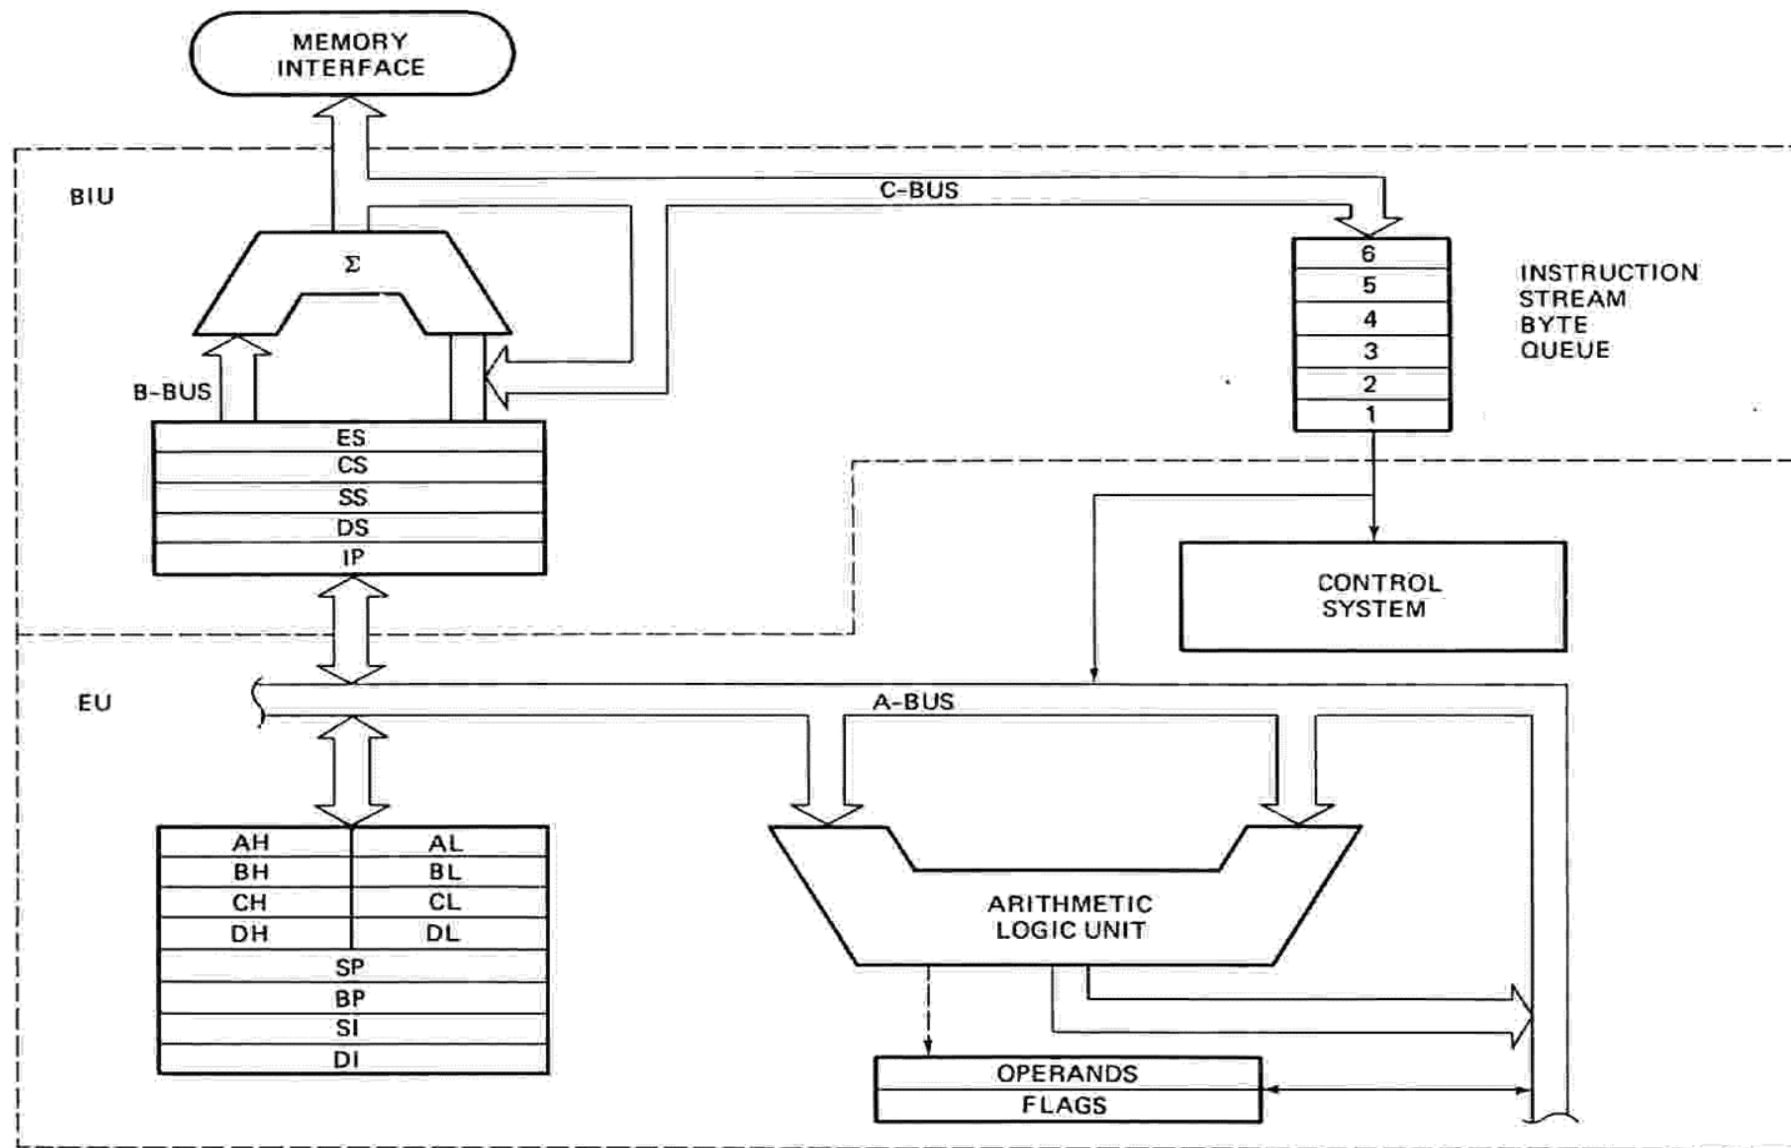 MEMORY
INTERFACE
BIU
C-BUS
Σ
6
5
4
3
2
1
INSTRUCTION
STREAM
BYTE
QUEUE
B-BUS
ES
CS
SS
DS
IP
CONTROL
SYSTEM
EU
A-BUS
AH AL
BH BL
CH CL
DH DL
SP
BP
SI
DI
ARITHMETIC
LOGIC UNIT
OPERANDS
FLAGS